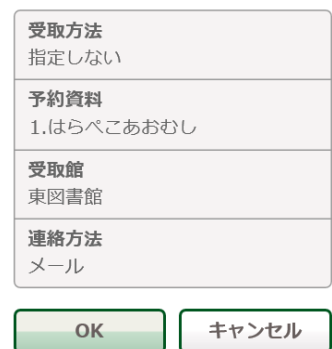 受取方法
指定しない
予約資料
1.はらぺこあおむし
受取館
東図書館
連絡方法
メール
OK キャンセル